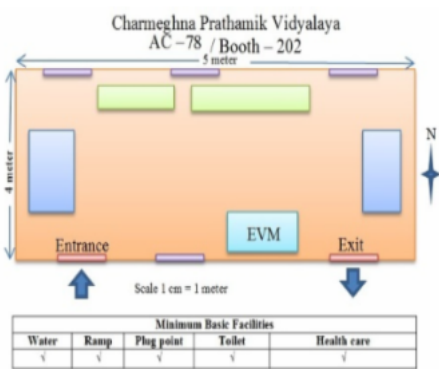 Charmeghna Prathamik Vidyalaya
AC –78 / Booth – 202
5 meter
4 meter
N
EVM
Entrance
Exit
Scale 1 cm = 1 meter
Minimum Basic Facilities
Water Ramp Plug point Toilet Health care
√ √ √ √ √